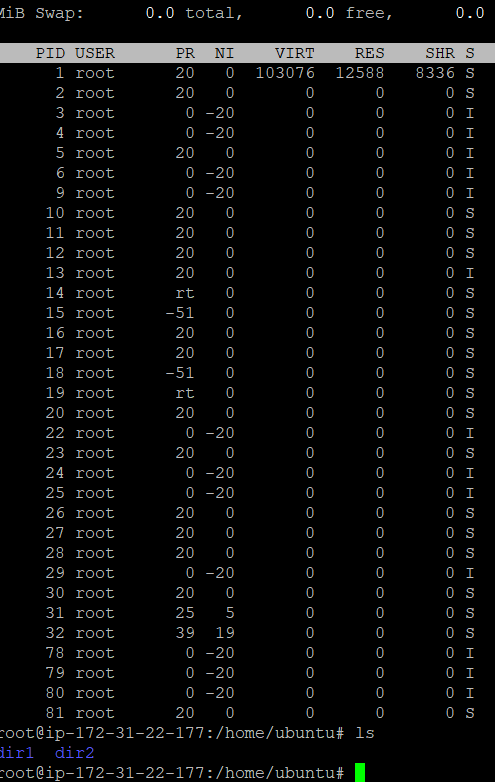 MiB Swap:      0.0 total,      0.0 free,      0.0
PID USER      PR  NI    VIRT    RES    SHR S
1 root      20   0  103076  12588   8336 S
2 root      20   0       0      0      0 S
3 root       0 -20       0      0      0 I
4 root       0 -20       0      0      0 I
5 root      20   0       0      0      0 I
6 root       0 -20       0      0      0 I
9 root       0 -20       0      0      0 I
10 root      20   0       0      0      0 S
11 root      20   0       0      0      0 S
12 root      20   0       0      0      0 S
13 root      20   0       0      0      0 I
14 root      rt   0       0      0      0 S
15 root     -51   0       0      0      0 S
16 root      20   0       0      0      0 S
17 root      20   0       0      0      0 S
18 root     -51   0       0      0      0 S
19 root      rt   0       0      0      0 S
20 root      20   0       0      0      0 S
22 root       0 -20       0      0      0 I
23 root      20   0       0      0      0 S
24 root       0 -20       0      0      0 I
25 root       0 -20       0      0      0 I
26 root      20   0       0      0      0 S
27 root      20   0       0      0      0 S
28 root      20   0       0      0      0 S
29 root       0 -20       0      0      0 I
30 root      20   0       0      0      0 S
31 root      25   5       0      0      0 S
32 root      39  19       0      0      0 S
78 root       0 -20       0      0      0 I
79 root       0 -20       0      0      0 I
80 root       0 -20       0      0      0 I
81 root      20   0       0      0      0 S
root@ip-172-31-22-177:/home/ubuntu# ls
dir1  dir2
root@ip-172-31-22-177:/home/ubuntu#